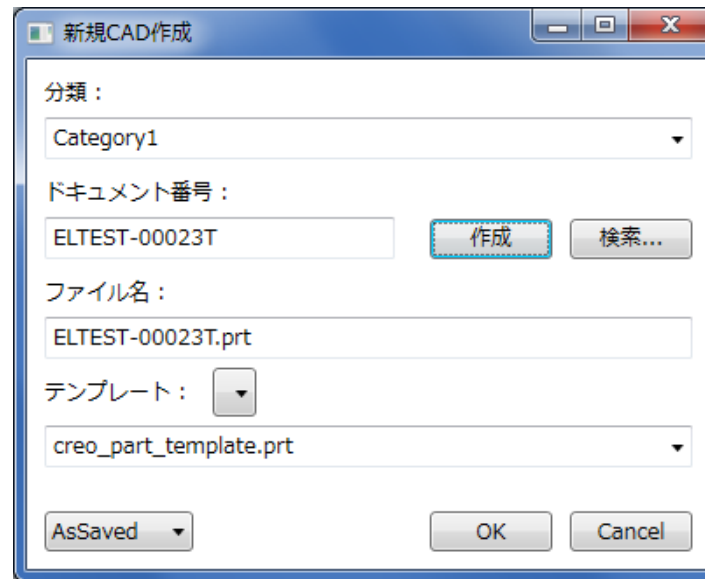 新規CAD作成
分類：
Category1
ドキュメント番号：
ELTEST-00023T 作成 検索...
ファイル名：
ELTEST-00023T.prt
テンプレート：
creo_part_template.prt
AsSaved OK Cancel